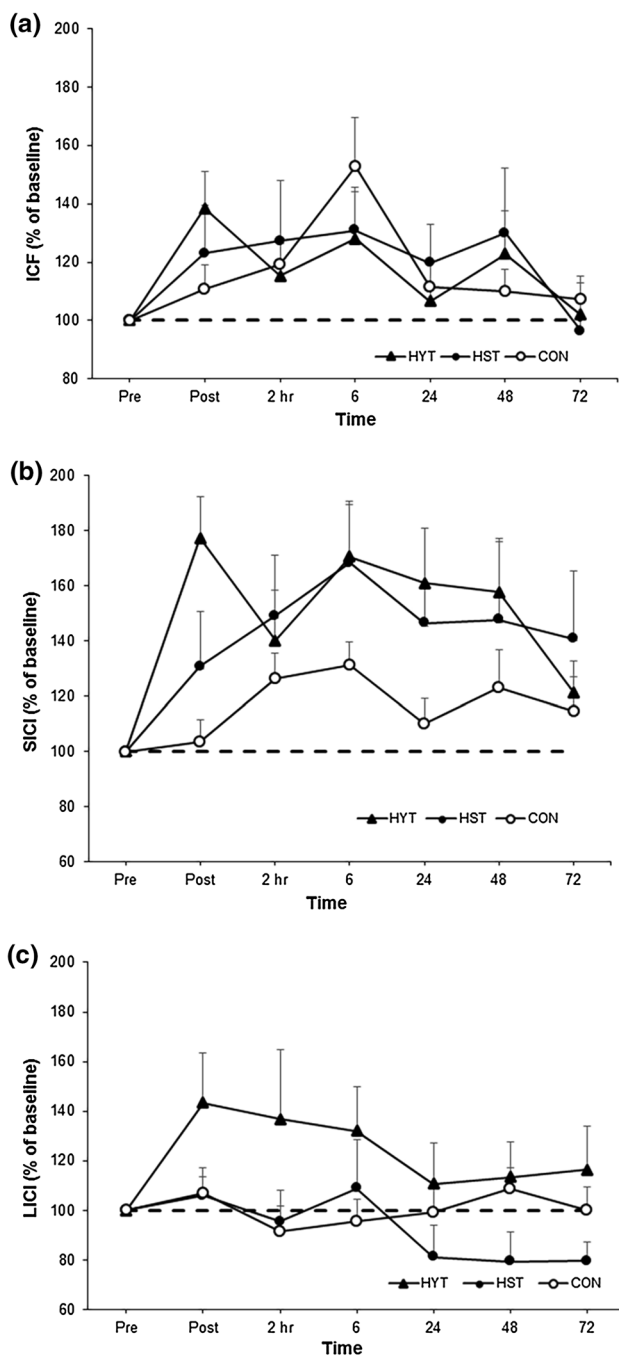 (a)
200
180
160
140
120
100
80
ICF (% of baseline)
HYT HST CON
Pre Post 2 hr 6 24 48 72
Time
(b)
200
180
160
140
120
100
80
60
SICI (% of baseline)
HYT HST CON
Pre Post 2 hr 6 24 48 72
Time
(c)
200
180
160
140
120
100
80
60
LICI (% of baseline)
HYT HST CON
Pre Post 2 hr 6 24 48 72
Time